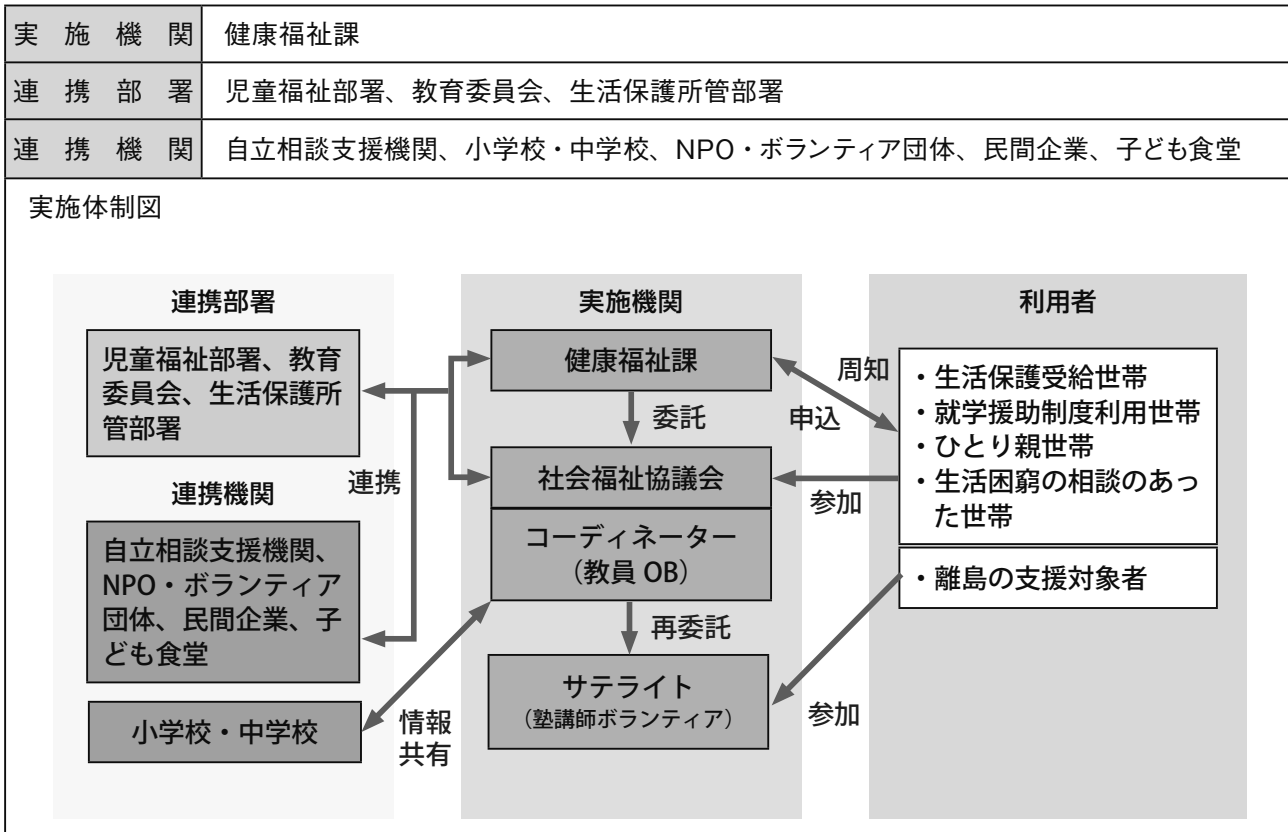 実施機関 健康福祉課
連携部署 児童福祉部署、教育委員会、生活保護所管部署
連携機関 自立相談支援機関、小学校・中学校、NPO・ボランティア団体、民間企業、子ども食堂
実施体制図
連携部署
児童福祉部署、教育
委員会、生活保護所
管部署
連携機関
自立相談支援機関、
NPO・ボランティア
団体、民間企業、子
ども食堂
小学校・中学校
連携
情報
共有
実施機関
健康福祉課
委託
社会福祉協議会
コーディネーター
（教員 OB）
再委託
サテライト
（塾講師ボランティア）
周知
申込
参加
参加
利用者
・生活保護受給世帯
・就学援助制度利用世帯
・ひとり親世帯
・生活困窮の相談のあっ
た世帯
・離島の支援対象者